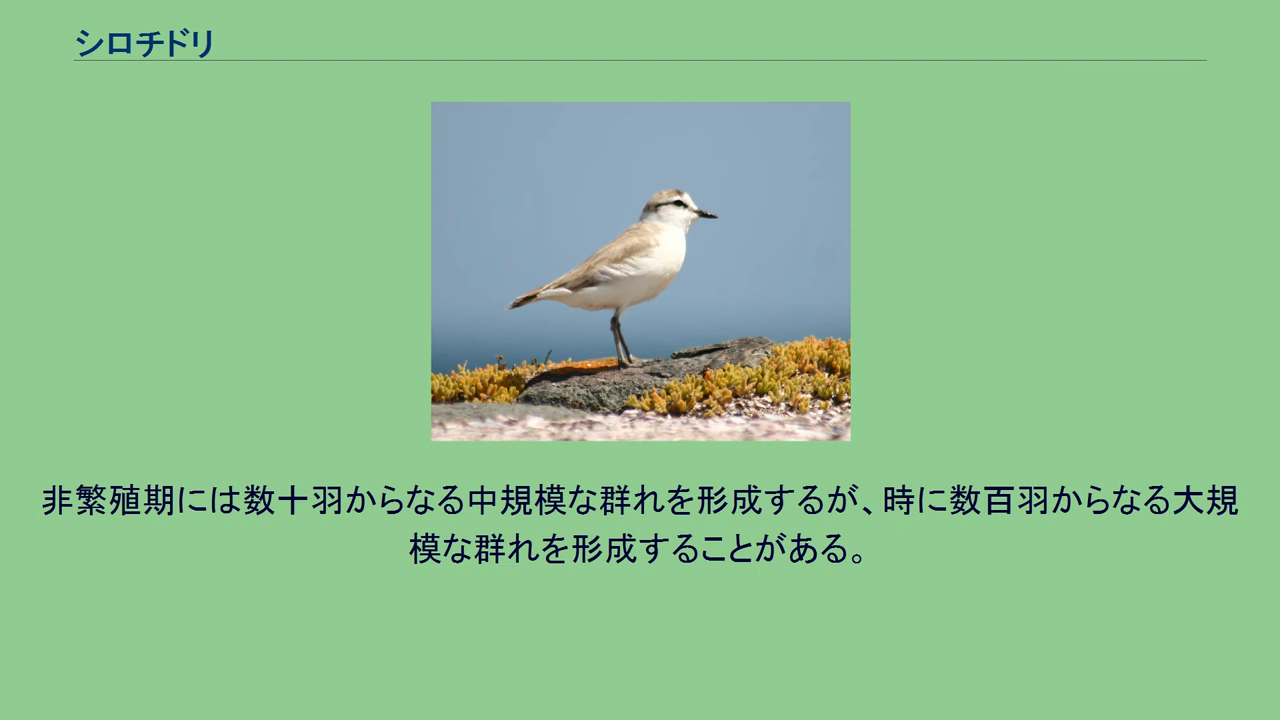 シロチドリ
非繁殖期には数十羽からなる中規模な群れを形成するが、時に数百羽からなる大規
模な群れを形成することがある。